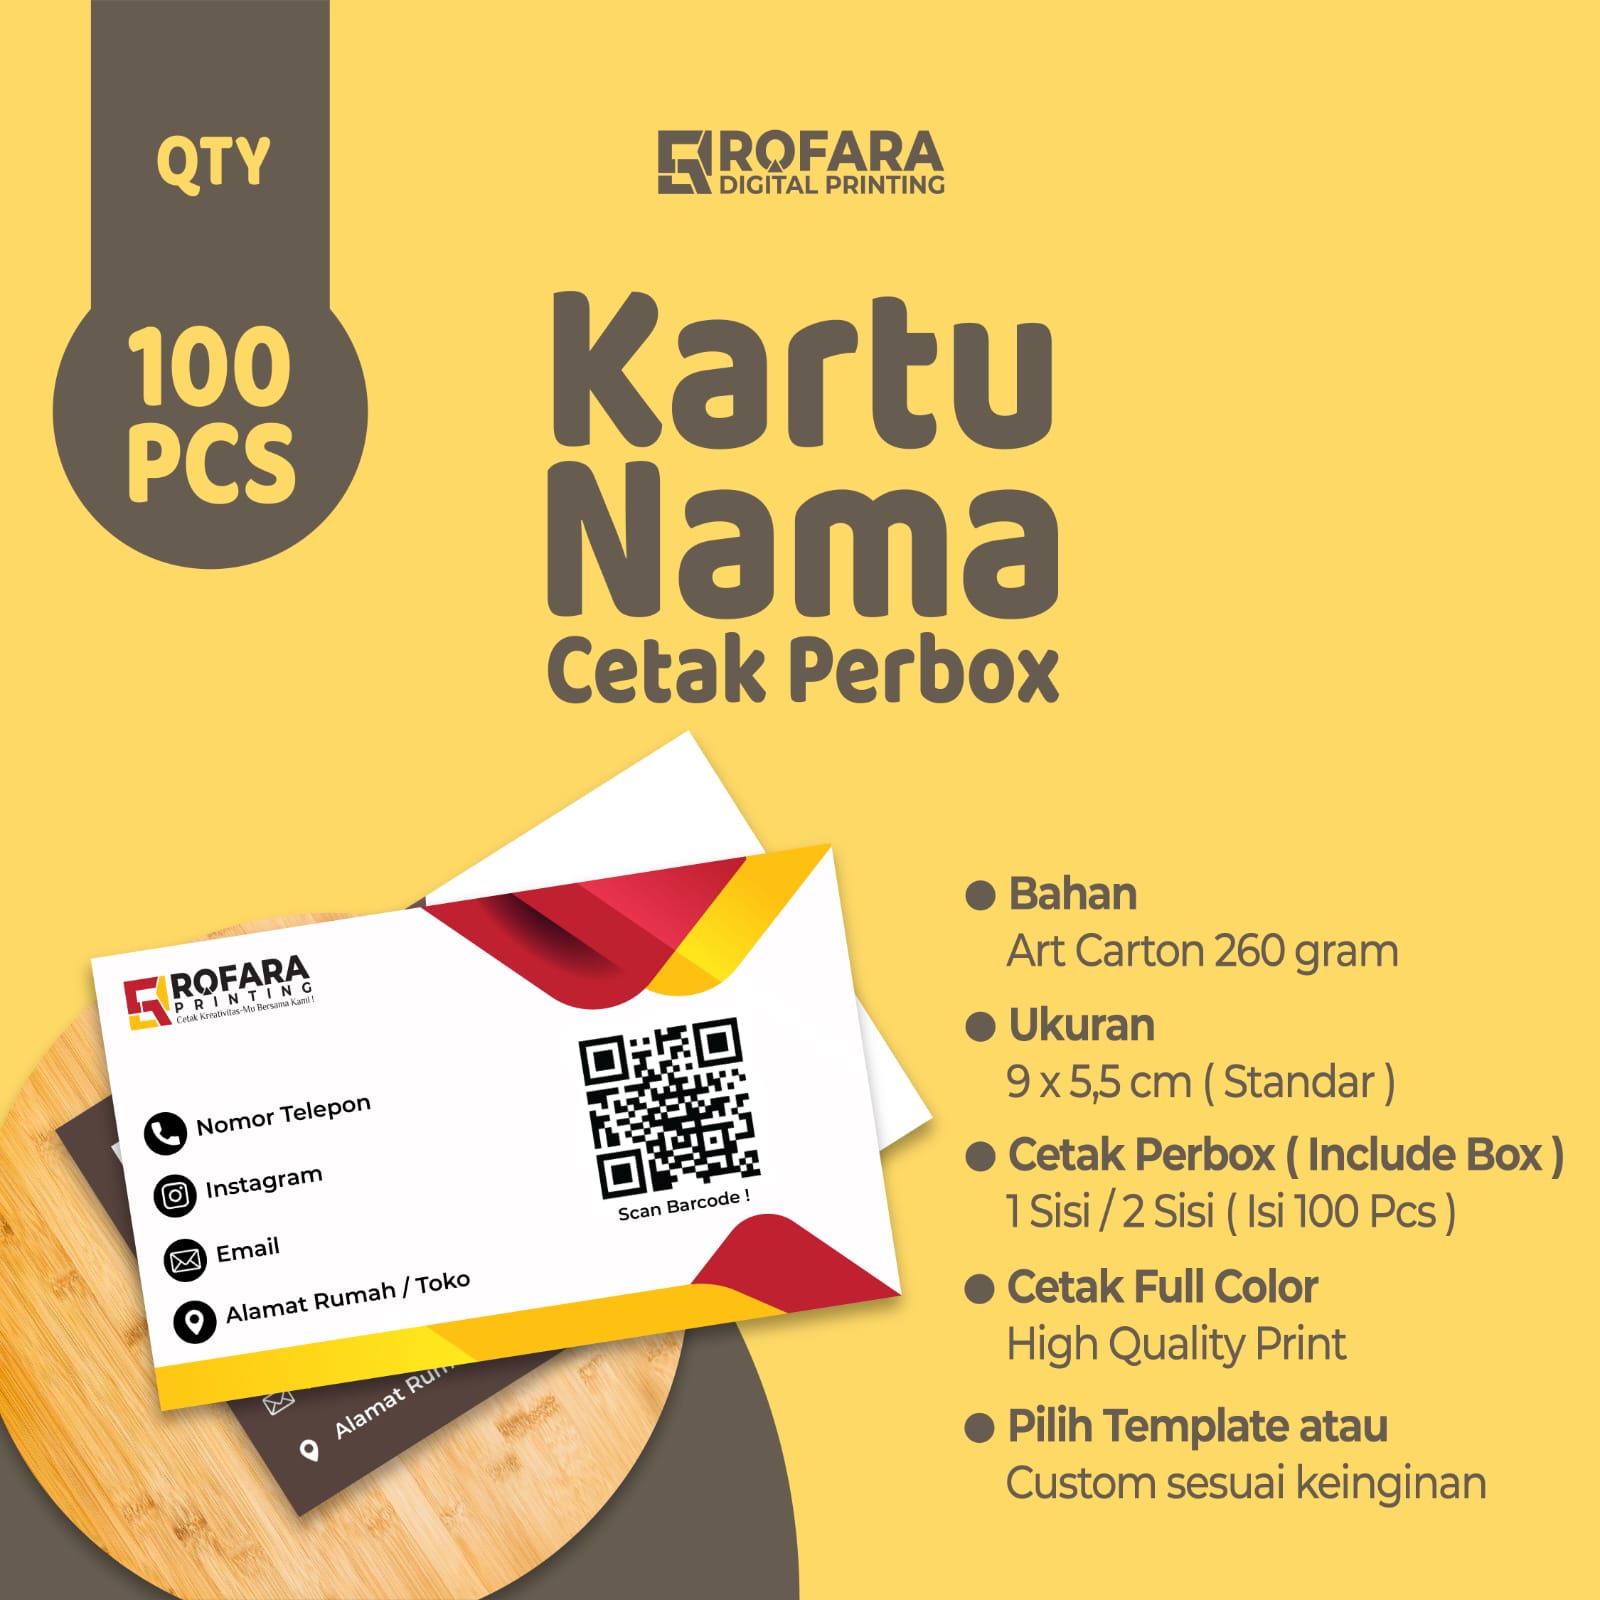 QTY
100
PCS
ROFARA
DIGITAL PRINTING
Kartu
Nama
Cetak Perbox
ROFARA
PRINTING
Cetak Kreativitas-Mu Bersama Kami !
Nomor Telepon
Instagram
Email
Alamat Rumah / Toko
Scan Barcode !
Alamat Rum
Bahan
Art Carton 260 gram
Ukuran
9 x 5,5 cm ( Standar )
Cetak Perbox ( Include Box )
1 Sisi / 2 Sisi ( Isi 100 Pcs )
Cetak Full Color
High Quality Print
Pilih Template atau
Custom sesuai keinginan